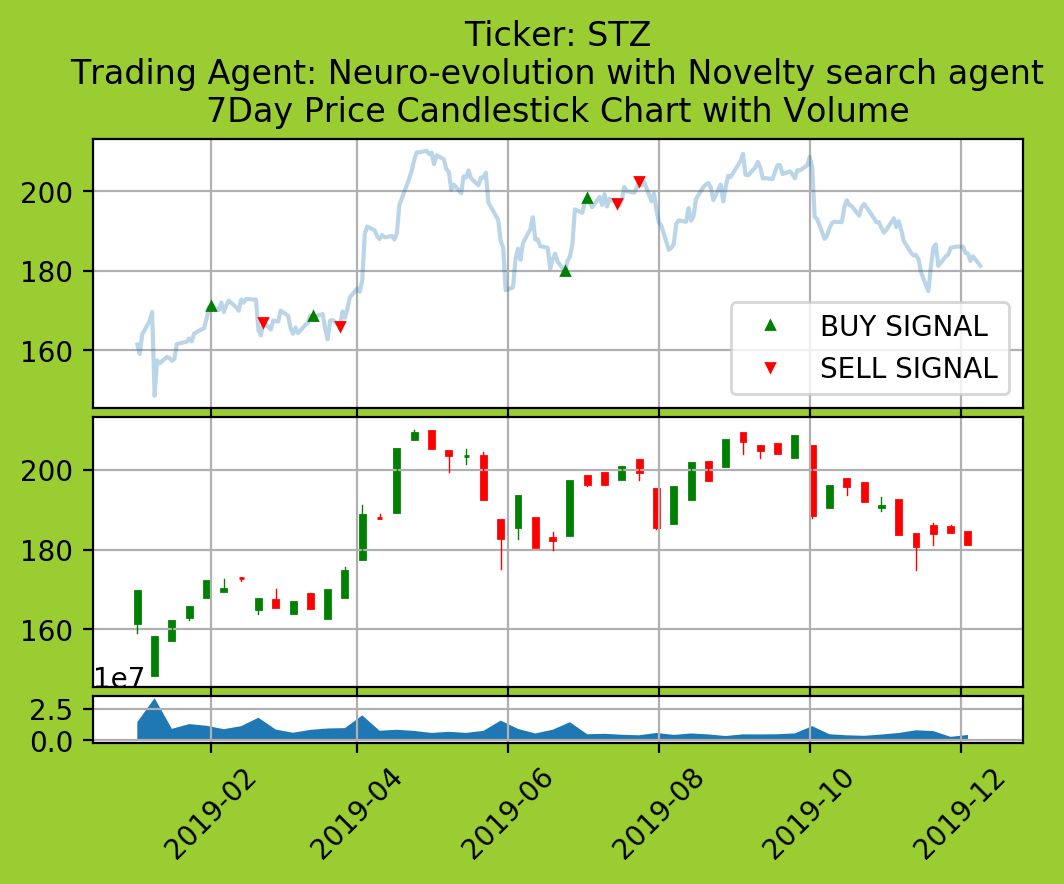 Ticker: STZ
Trading Agent: Neuro-evolution with Novelty search agent
7Day Price Candlestick Chart with Volume
200
180
160
BUY SIGNAL
SELL SIGNAL
200
180
160
1e7
2.5
0.0
2019-02
2019-04
2019-06
2019-08
2019-10
2019-12